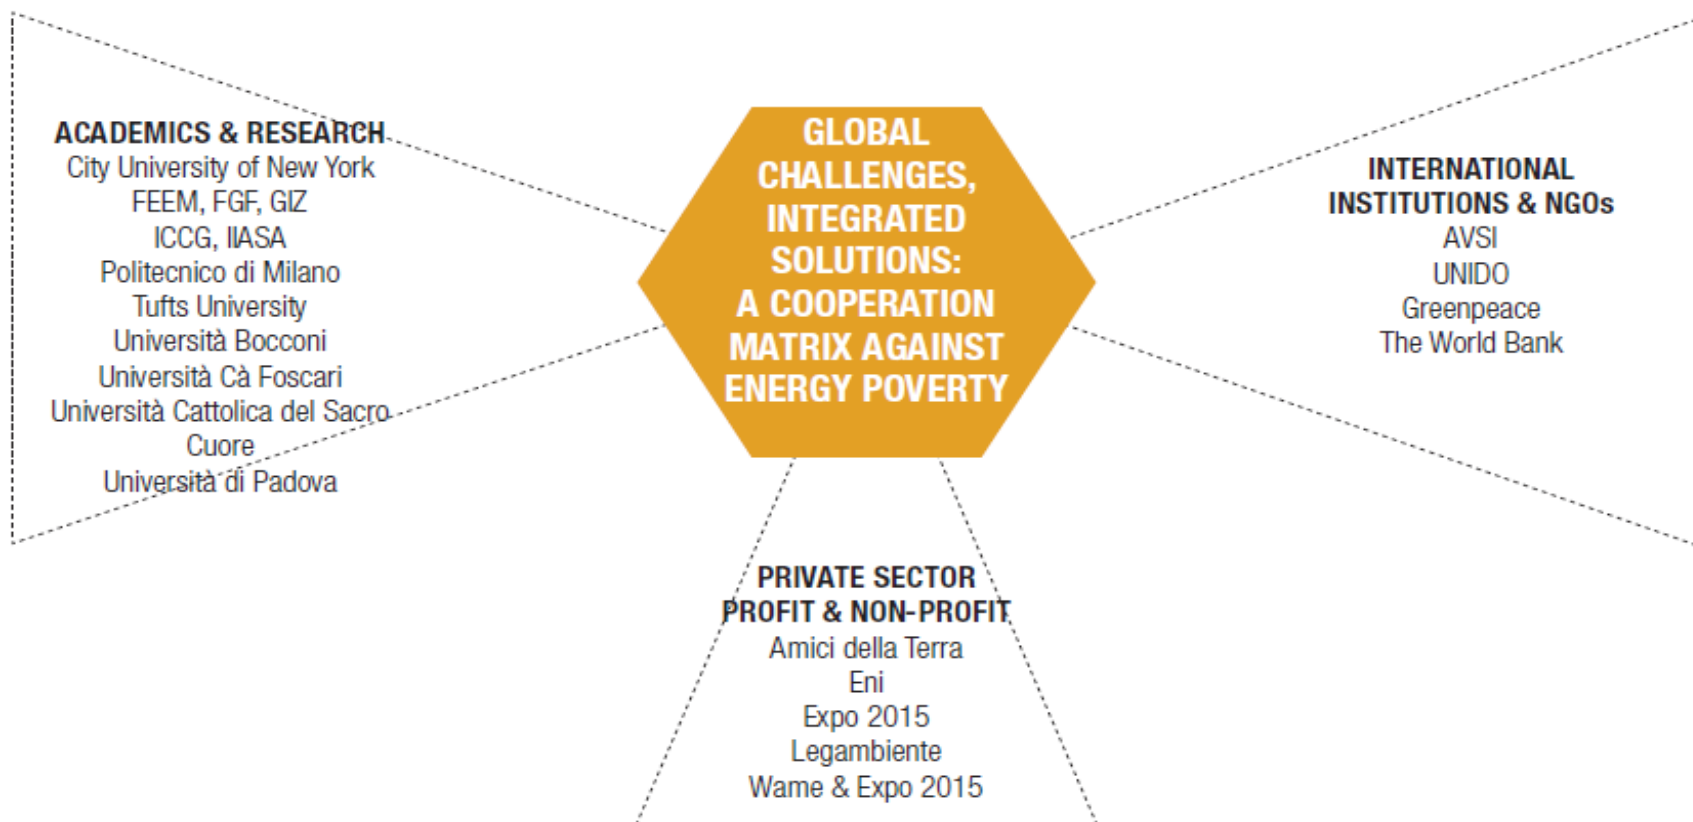 ACADEMICS & RESEARCH
City University of New York
FEEM, FGF, GIZ
ICCG, IIASA
Politecnico di Milano
Tufts University
Università Bocconi
Università Cà Foscari
Università Cattolica del Sacro
Cuore
Università di Padova
GLOBAL
CHALLENGES,
INTEGRATED
SOLUTIONS:
A COOPERATION
MATRIX AGAINST
ENERGY POVERTY
INTERNATIONAL
INSTITUTIONS & NGOs
AVSI
UNIDO
Greenpeace
The World Bank
PRIVATE SECTOR
PROFIT & NON-PROFIT
Amici della Terra
Eni
Expo 2015
Legambiente
Wame & Expo 2015